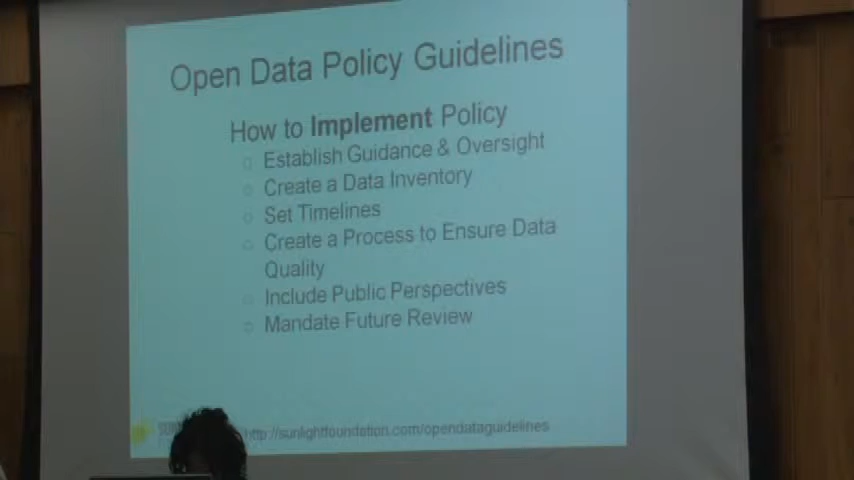 Open Data Policy Guidelines
How to Implement Policy
Establish Guidance & Oversight
Create a Data Inventory
Set Timelines
Create a Process to Ensure Data
Quality
Include Public Perspectives
Mandate Future Review
http://sunlightfoundation.com/opendataguidelines